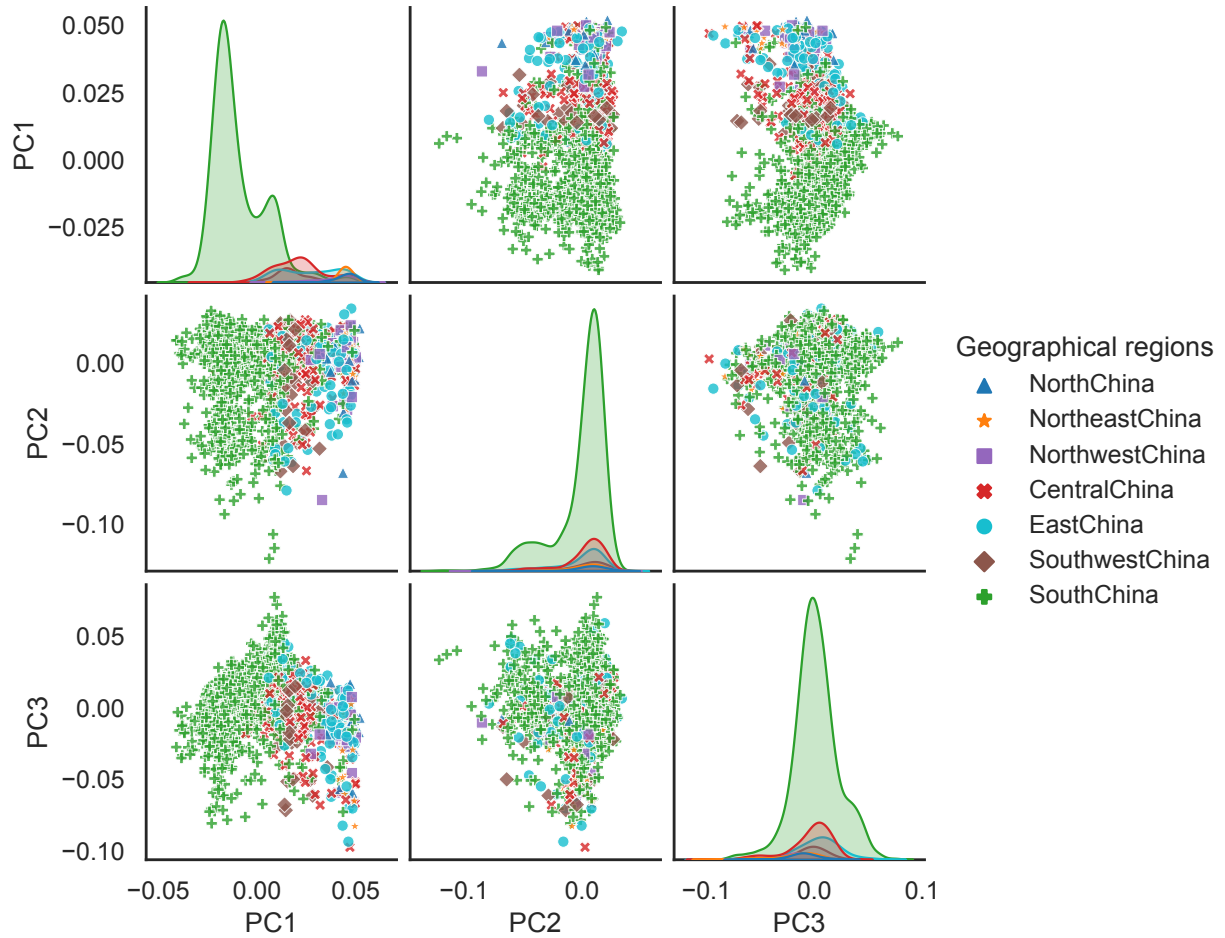 0.050
0.025
0.000
−0.025
PC1
0.00
−0.05
−0.10
PC2
Geographical regions
NorthChina
NortheastChina
NorthwestChina
CentralChina
EastChina
SouthwestChina
SouthChina
0.05
0.00
−0.05
−0.10
PC3
−0.05 0.00 0.05 −0.1 0.0 −0.1 0.0 0.1
PC1 PC2 PC3